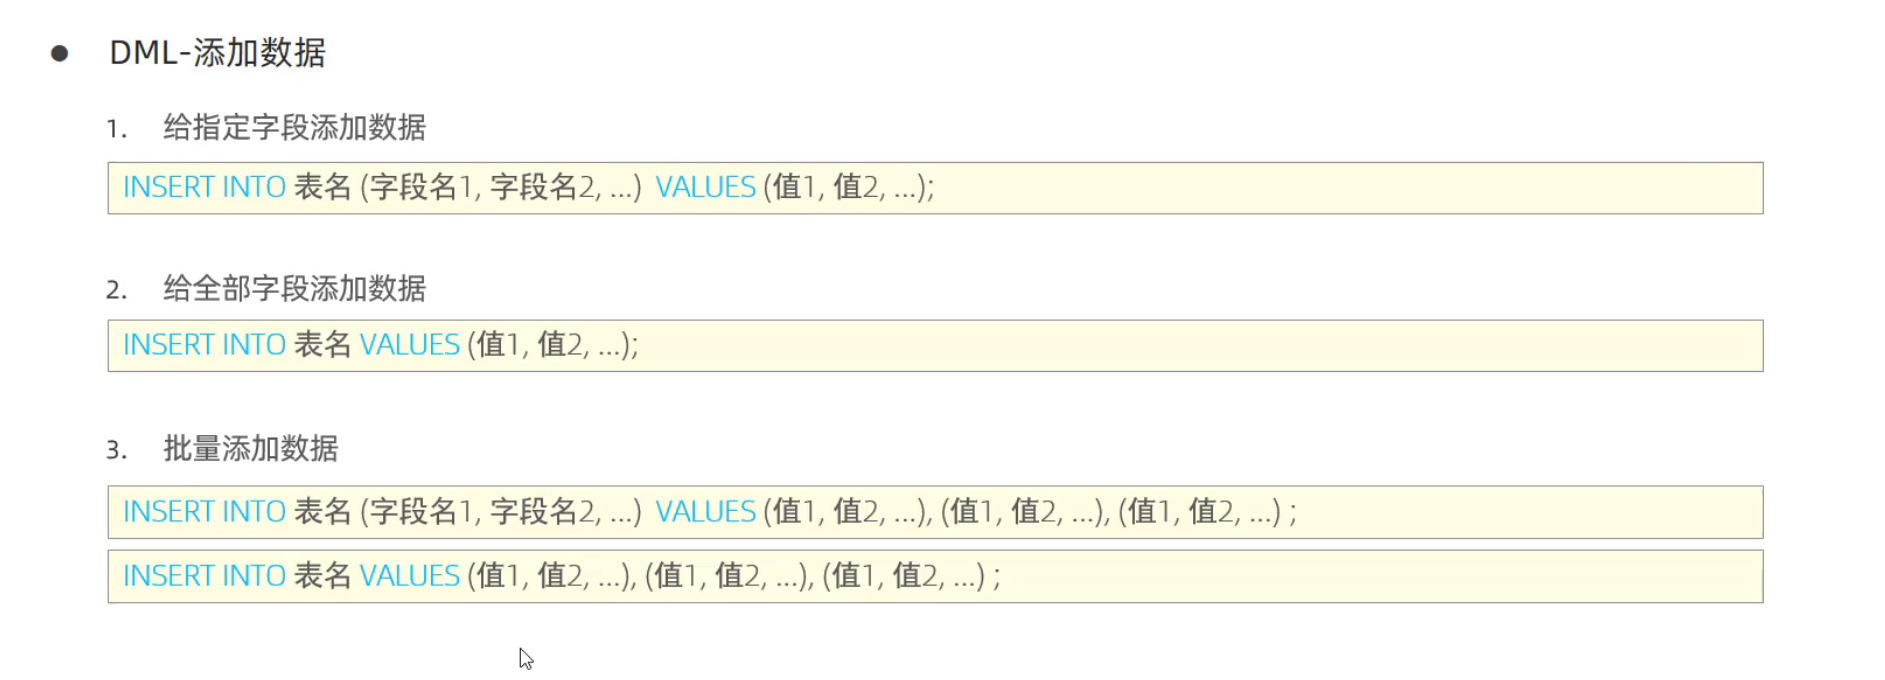 ● DML-添加数据
1. 给指定字段添加数据
INSERT INTO 表名 (字段名1, 字段名2, ...) VALUES (值1, 值2, ...);
2. 给全部字段添加数据
INSERT INTO 表名 VALUES (值1, 值2, ...);
3. 批量添加数据
INSERT INTO 表名 (字段名1, 字段名2, ...) VALUES (值1, 值2, ...), (值1, 值2, ...), (值1, 值2, ...) ;
INSERT INTO 表名 VALUES (值1, 值2, ...), (值1, 值2, ...), (值1, 值2, ...) ;